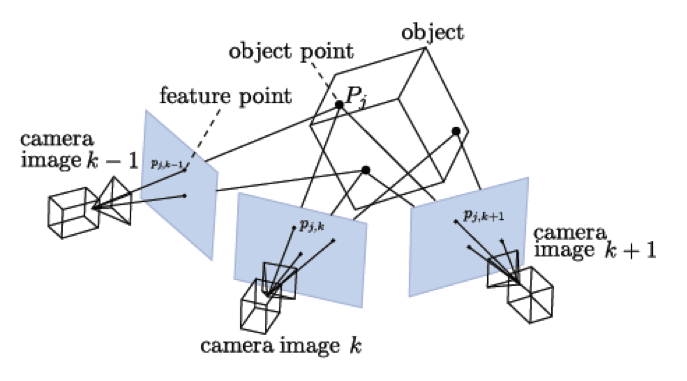 object
object point
P_j
feature point
camera
image k − 1
p_{j,k−1}
p_{j,k}
p_{j,k+1}
camera
image k + 1
camera image k